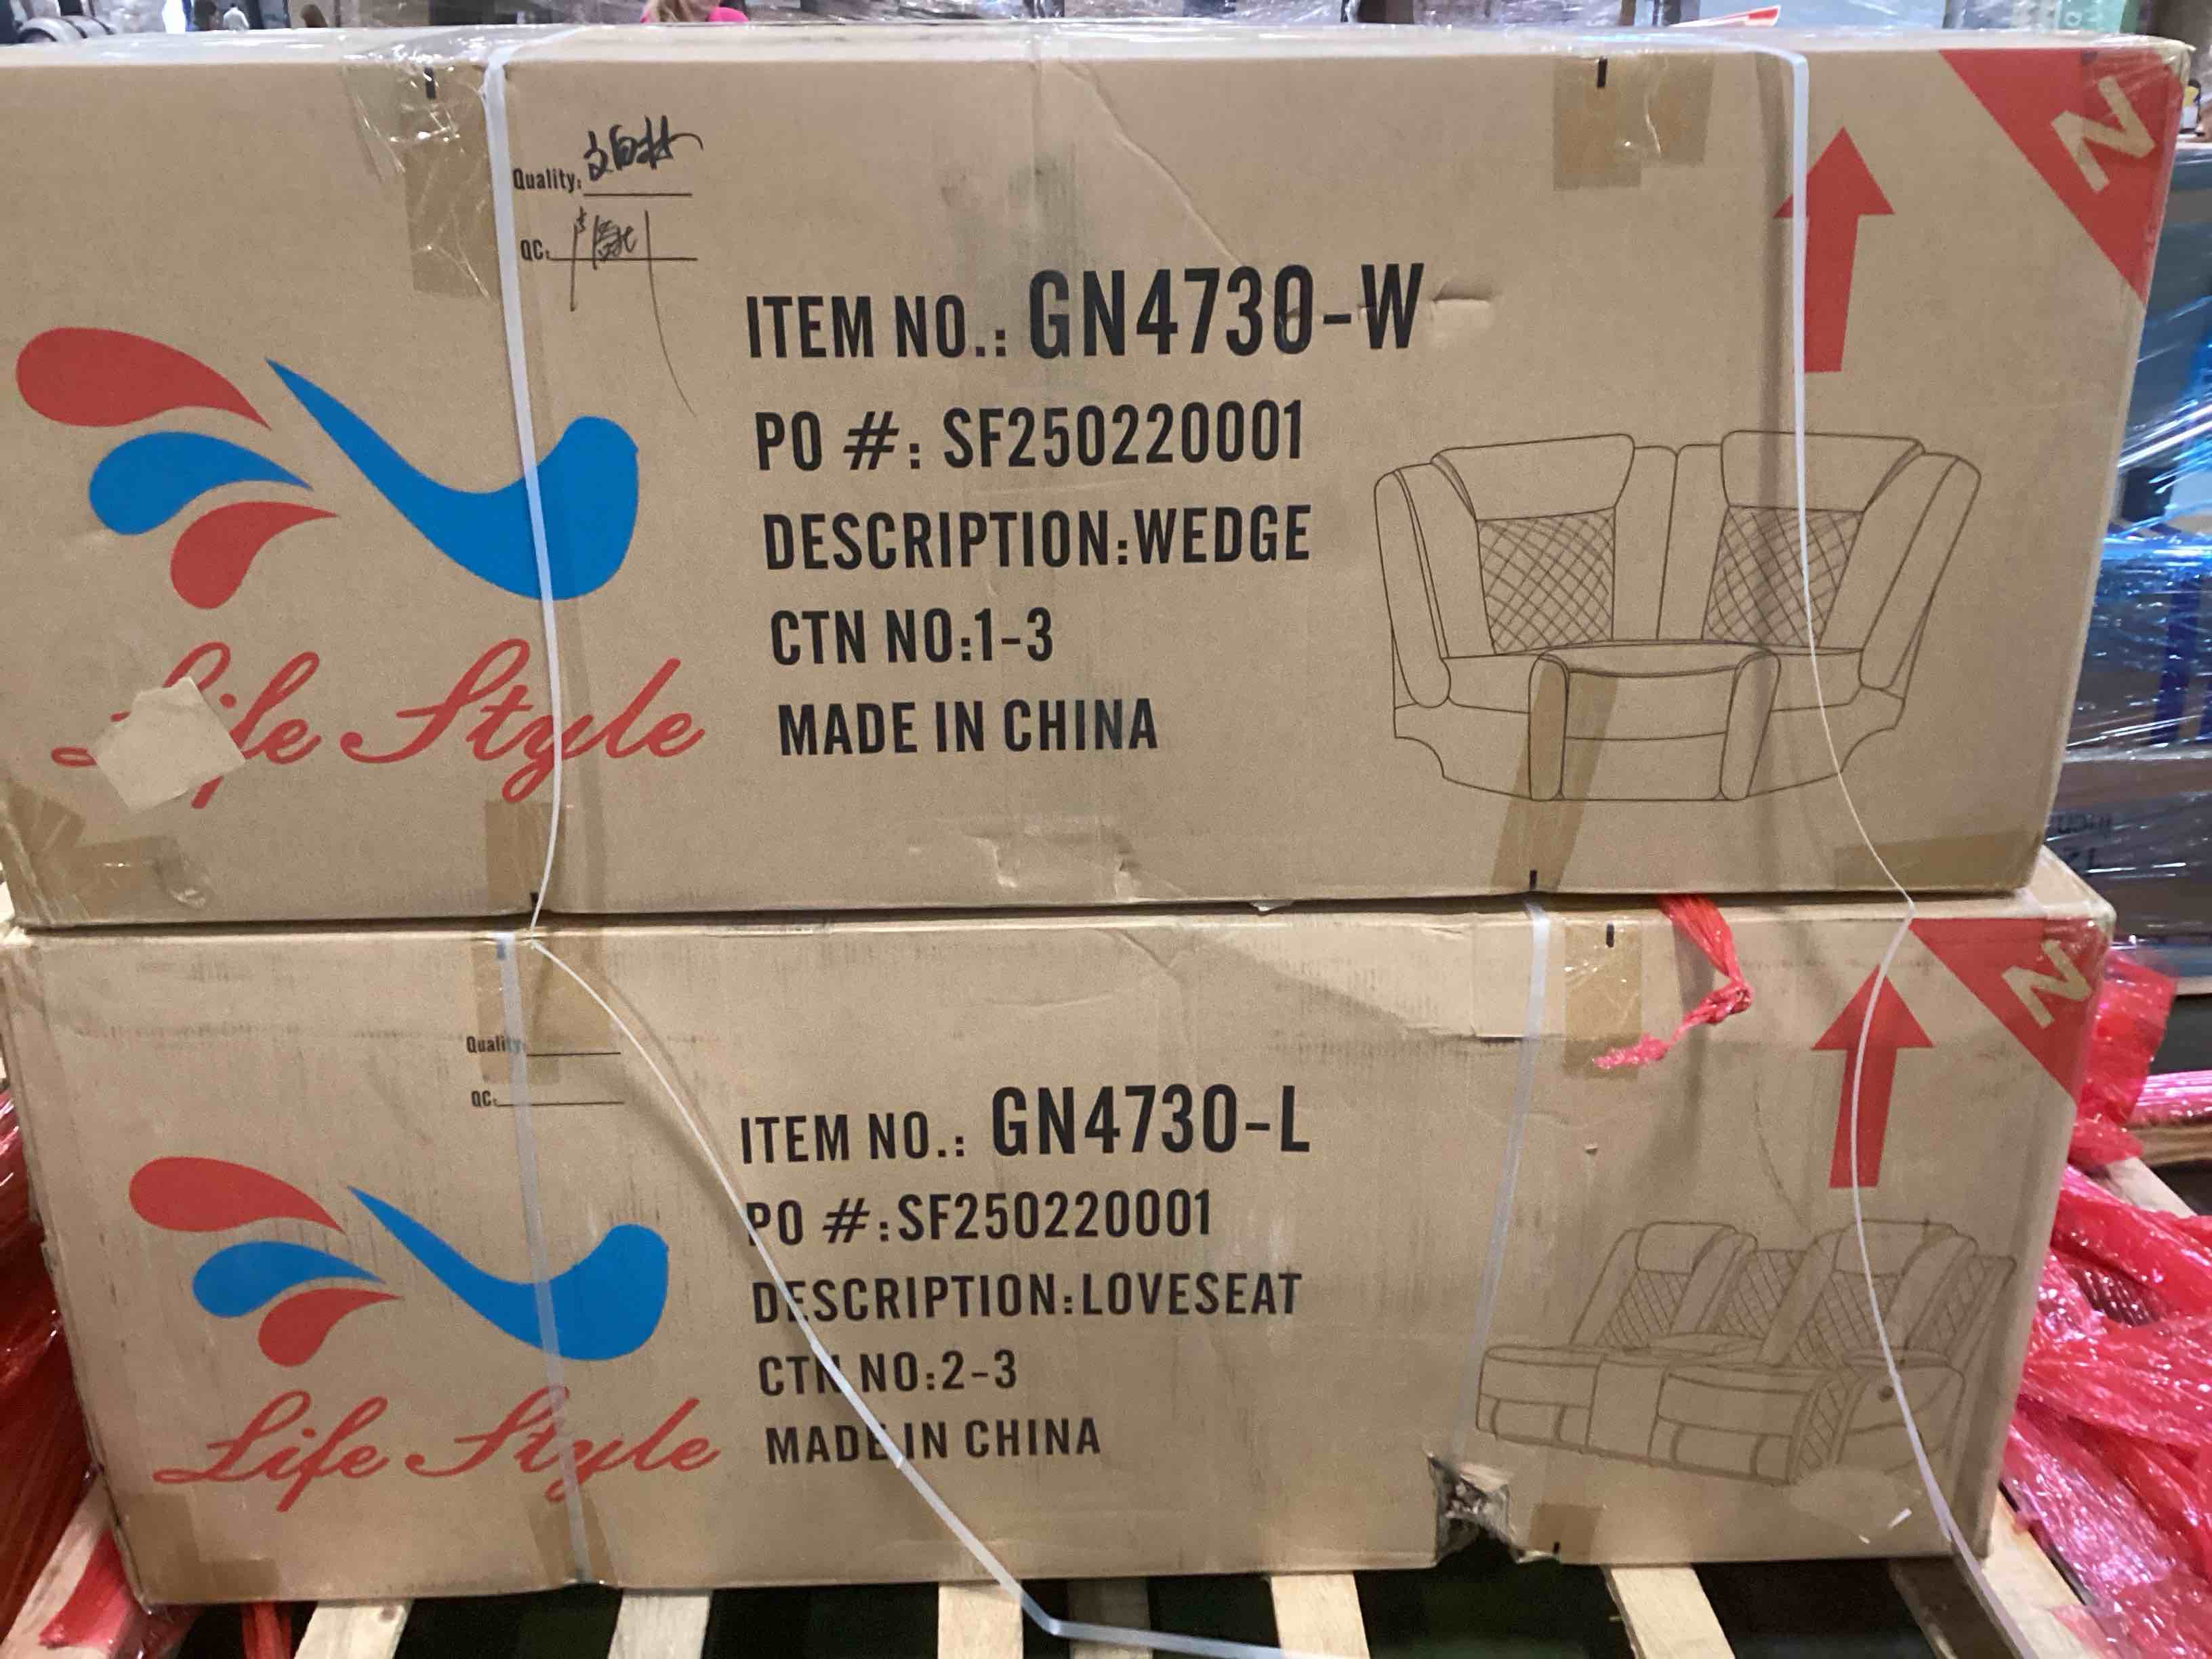 N
Quality:
QC:
ITEM NO.: GN4730-W
PO #: SF250220001
DESCRIPTION:WEDGE
CTN NO:1-3
MADE IN CHINA
Life Style
N
Quality:
QC:
ITEM NO.: GN4730-L
PO #:SF250220001
DESCRIPTION:LOVESEAT
CTN NO:2-3
MADE IN CHINA
Life Style